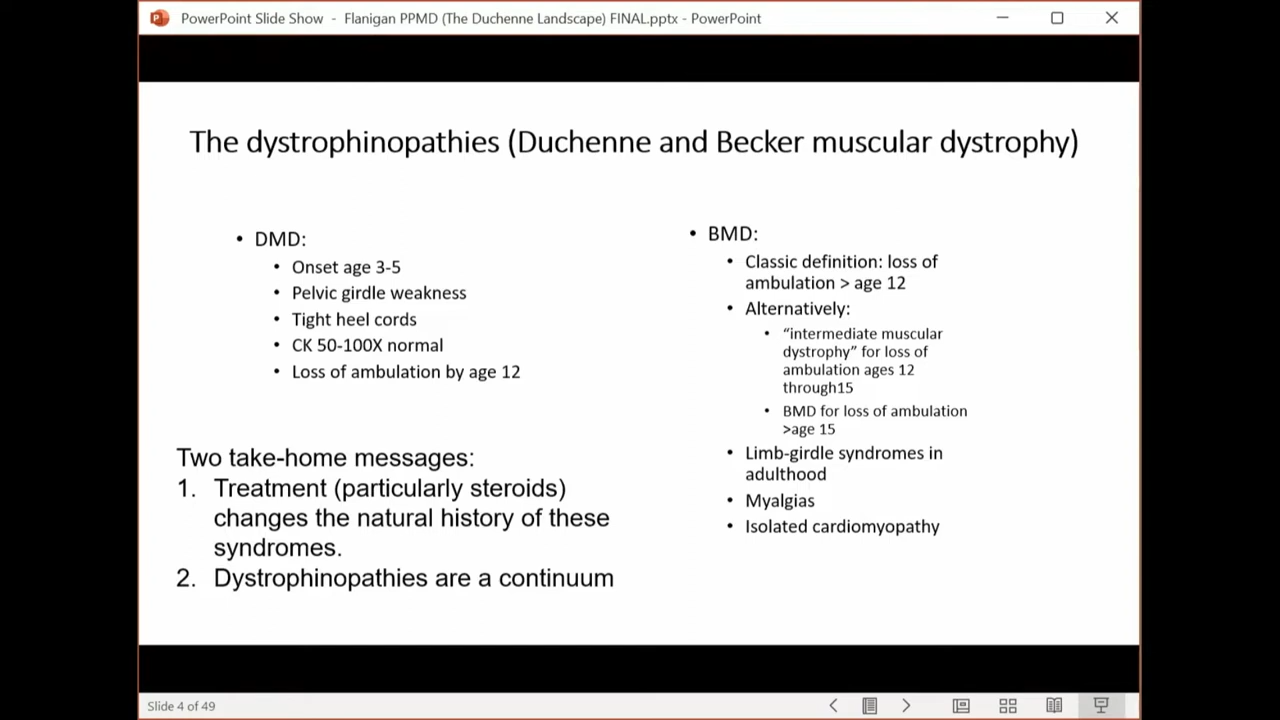 PowerPoint Slide Show - Flanigan PPMD (The Duchenne Landscape) FINAL.pptx - PowerPoint
The dystrophinopathies (Duchenne and Becker muscular dystrophy)
• DMD:
• Onset age 3-5
• Pelvic girdle weakness
• Tight heel cords
• CK 50-100X normal
• Loss of ambulation by age 12
Two take-home messages:
1. Treatment (particularly steroids)
changes the natural history of these
syndromes.
2. Dystrophinopathies are a continuum
• BMD:
• Classic definition: loss of
ambulation > age 12
• Alternatively:
• “intermediate muscular
dystrophy” for loss of
ambulation ages 12
through15
• BMD for loss of ambulation
>age 15
• Limb-girdle syndromes in
adulthood
• Myalgias
• Isolated cardiomyopathy
Slide 4 of 49